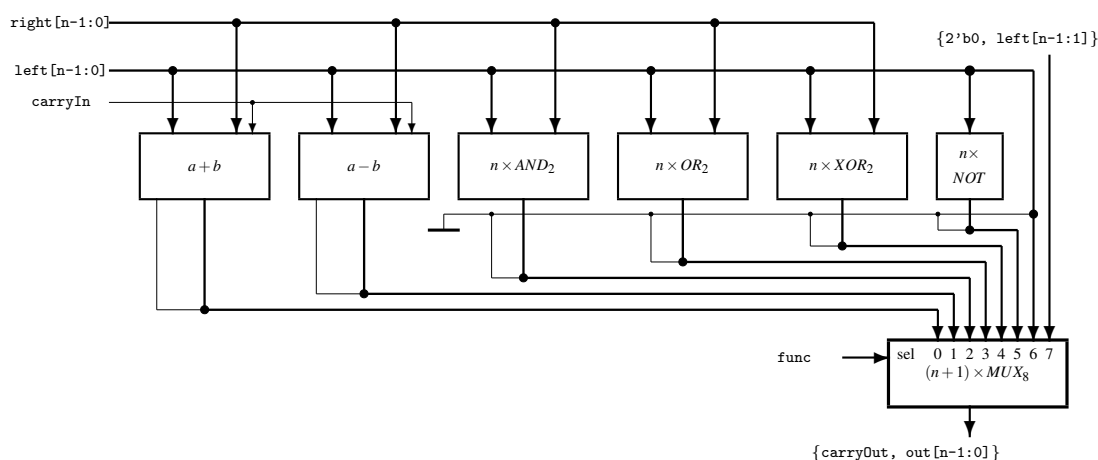 right[n-1:0]
{2'b0, left[n-1:1]}
left[n-1:0]
carryIn
a+b
a−b
n×AND₂
n×OR₂
n×XOR₂
n×
NOT
func
sel 0 1 2 3 4 5 6 7
(n+1)×MUX₈
{carryOut, out[n-1:0]}